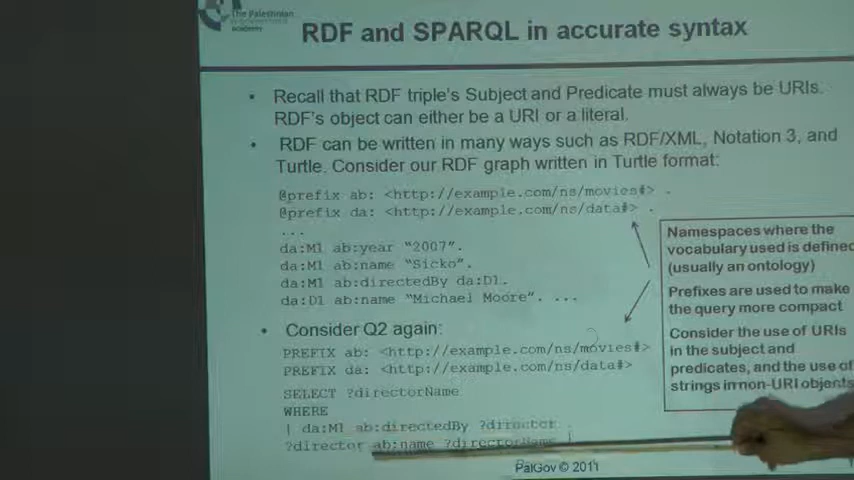 The Palestinian
Academy
RDF and SPARQL in accurate syntax
• Recall that RDF triple's Subject and Predicate must always be URIs.
RDF's object can either be a URI or a literal.
• RDF can be written in many ways such as RDF/XML, Notation 3, and
Turtle. Consider our RDF graph written in Turtle format:
@prefix ab: <http://example.com/ns/movies#> .
@prefix da: <http://example.com/ns/data#> .
...
da:M1 ab:year "2007".
da:M1 ab:name "Sicko".
da:M1 ab:directedBy da:D1.
da:D1 ab:name "Michael Moore". ...
Namespaces where the
vocabulary used is defined
(usually an ontology)
Prefixes are used to make
the query more compact
Consider the use of URIs
in the subject and
predicates, and the use of
strings in non-URI objects
• Consider Q2 again:
PREFIX ab: <http://example.com/ns/movies#>
PREFIX da: <http://example.com/ns/data#>
SELECT ?directorName
WHERE
{ da:M1 ab:directedBy ?director
?director ab:name ?directorName }
PalGov © 2011